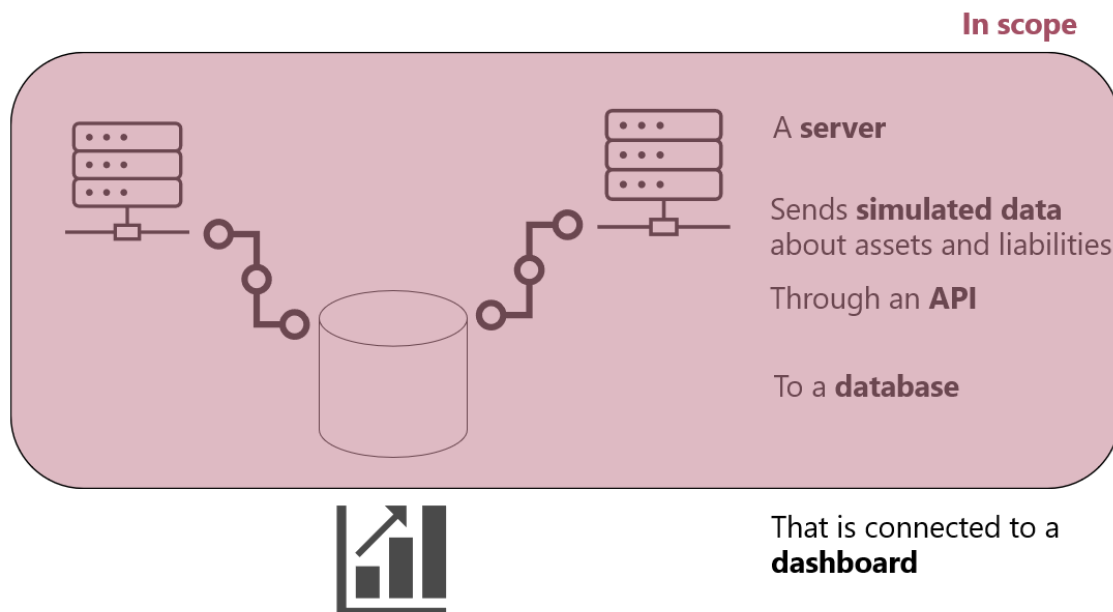 In scope
A server
Sends simulated data
about assets and liabilities
Through an API
To a database
That is connected to a
dashboard